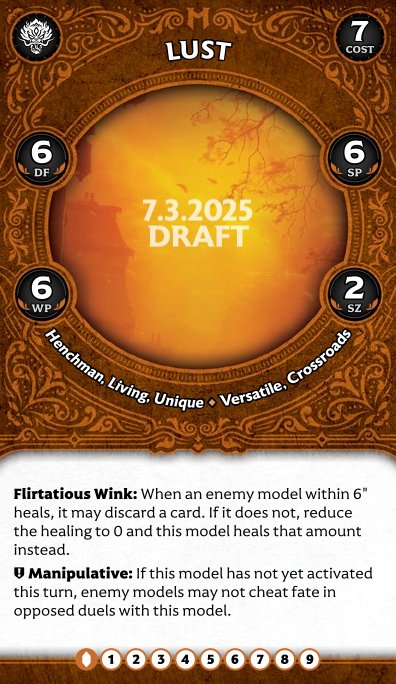 M
LUST
7
COST
6
DF
6
SP
7.3.2025
DRAFT
6
WP
2
SZ
Henchman, Living, Unique • Versatile, Crossroads
Flirtatious Wink: When an enemy model within 6"
heals, it may discard a card. If it does not, reduce
the healing to 0 and this model heals that amount
instead.
Manipulative: If this model has not yet activated
this turn, enemy models may not cheat fate in
opposed duels with this model.
1 2 3 4 5 6 7 8 9